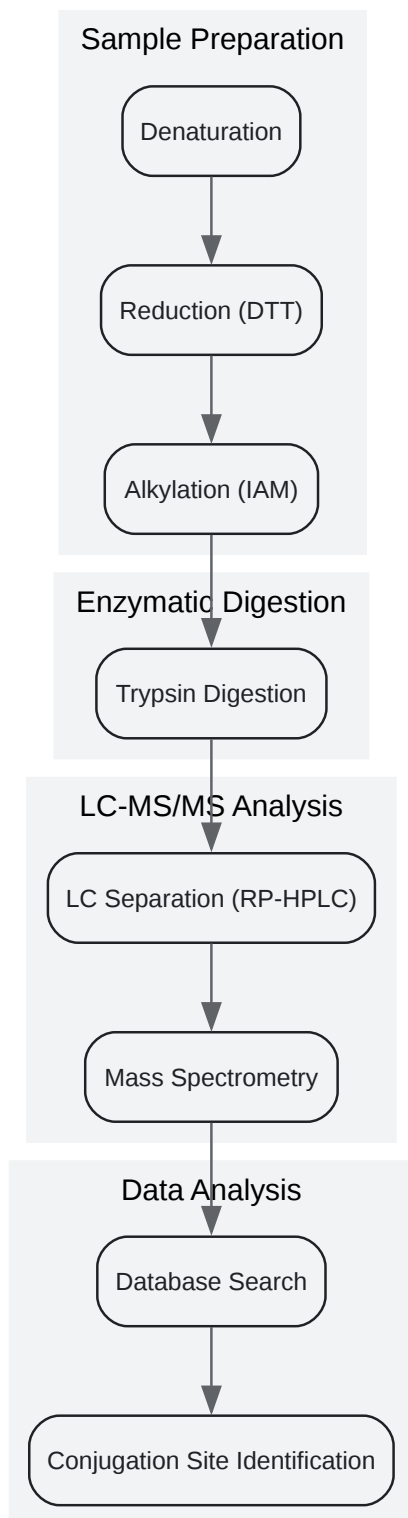 Sample Preparation
Denaturation
Reduction (DTT)
Alkylation (IAM)
Enzymatic Digestion
Trypsin Digestion
LC-MS/MS Analysis
LC Separation (RP-HPLC)
Mass Spectrometry
Data Analysis
Database Search
Conjugation Site Identification